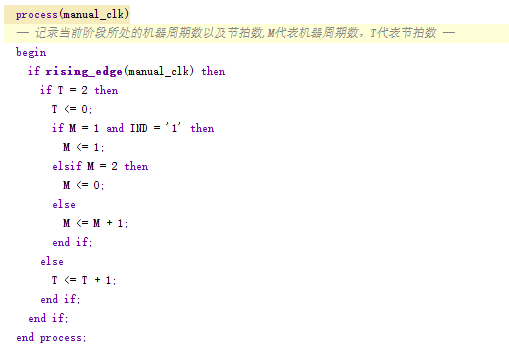 process(manual_clk)
-- 记录当前阶段所处的机器周期数以及节拍数,M代表机器周期数, T代表节拍数 --
begin
  if rising_edge(manual_clk) then
    if T = 2 then
      T <= 0;
      if M = 1 and IND = '1' then
        M <= 1;
      elsif M = 2 then
        M <= 0;
      else
        M <= M + 1;
      end if;
    else
      T <= T + 1;
    end if;
  end if;
end process;